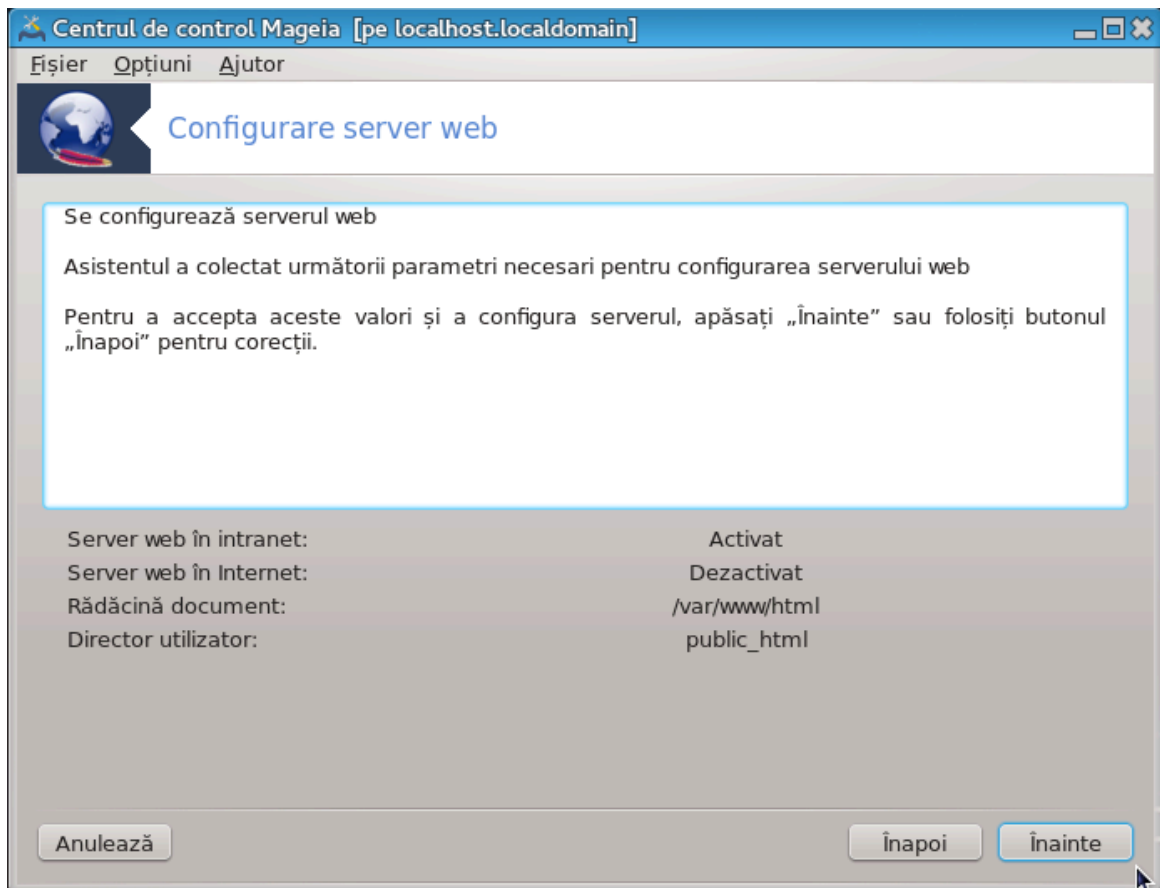 Centrul de control Mageia [pe localhost.localdomain]
Fișier Opțiuni Ajutor
Configurare server web
Se configurează serverul web
Asistentul a colectat următorii parametri necesari pentru configurarea serverului web
Pentru a accepta aceste valori și a configura serverul, apăsați „Înainte” sau folosiți butonul
„Înapoi” pentru corecții.
Server web în intranet: Activat
Server web în Internet: Dezactivat
Rădăcină document: /var/www/html
Director utilizator: public_html
Anulează Înapoi Înainte